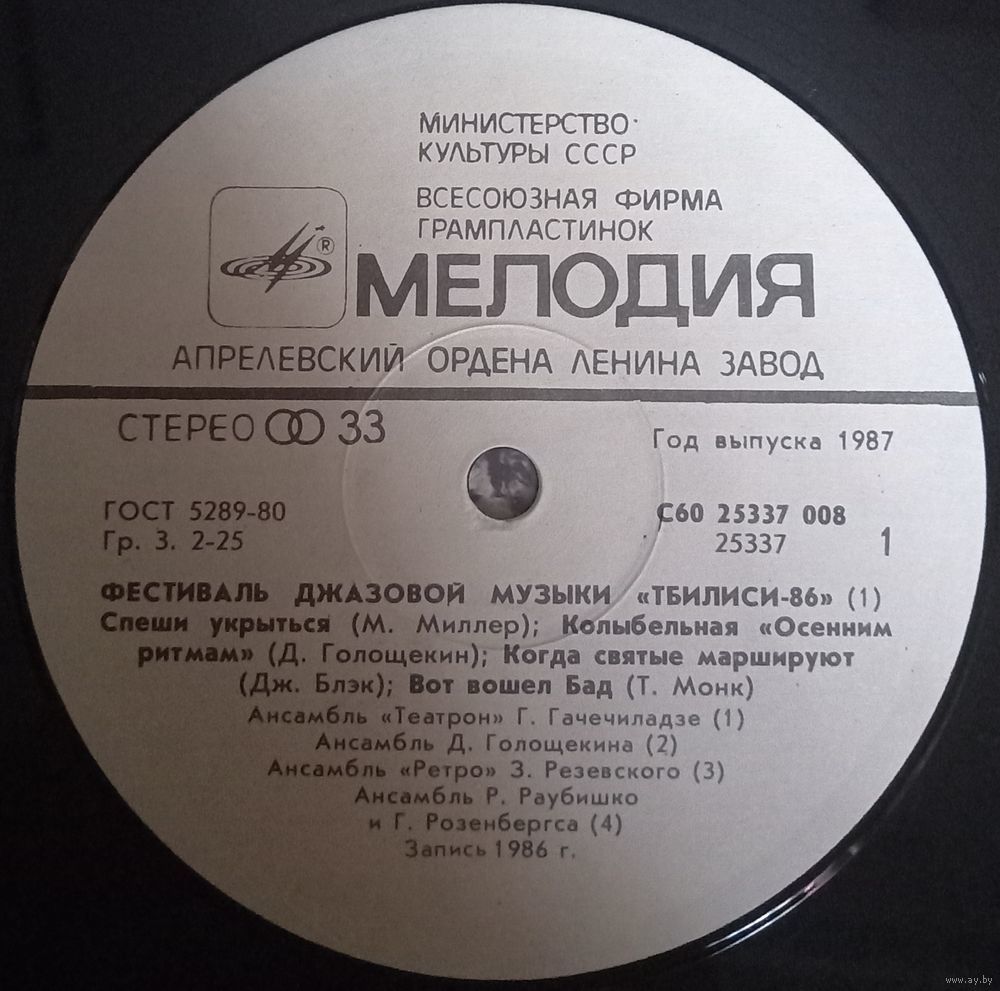 МИНИСТЕРСТВО
КУЛЬТУРЫ СССР
ВСЕСОЮЗНАЯ ФИРМА
ГРАМПЛАСТИНОК
®
МЕЛОДИЯ
АПРЕЛЕВСКИЙ ОРДЕНА ЛЕНИНА ЗАВОД
СТЕРЕО 33
Год выпуска 1987
ГОСТ 5289-80
Гр. 3. 2-25
С60 25337 008
25337 1
ФЕСТИВАЛЬ ДЖАЗОВОЙ МУЗЫКИ «ТБИЛИСИ-86» (1)
Спеши укрыться (М. Миллер); Колыбельная «Осенним
ритмам» (Д. Голощекин); Когда святые маршируют
(Дж. Блэк); Вот вошел Бад (Т. Монк)
Ансамбль «Театрон» Г. Гачечиладзе (1)
Ансамбль Д. Голощекина (2)
Ансамбль «Ретро» З. Резевского (3)
Ансамбль Р. Раубишко
и Г. Розенбергса (4)
Запись 1986 г.
www.ay.by